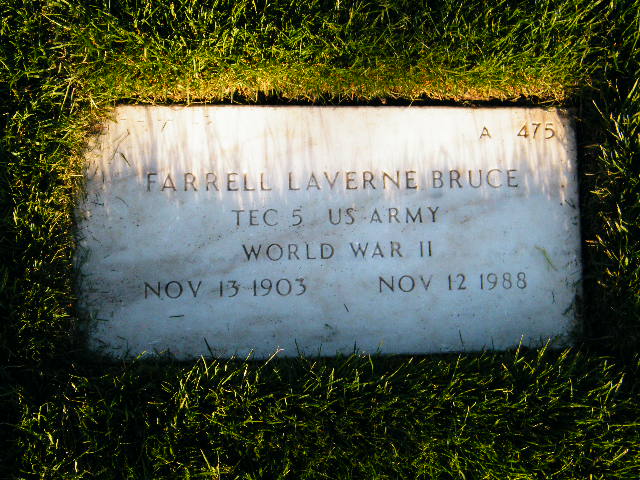 A 475
FARRELL LAVERNE BRUCE
TEC 5 US ARMY
WORLD WAR II
NOV 13 1903 NOV 12 1988